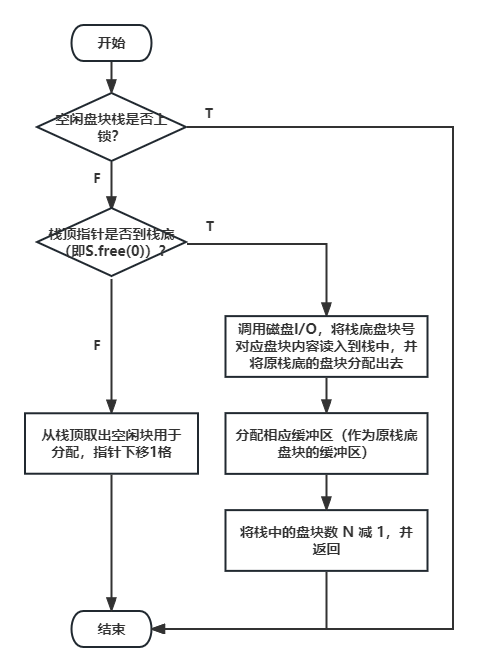 开始
空闲盘块栈是否上
锁？
T
F
栈顶指针是否到栈底
（即S.free(0)）？
T
F
调用磁盘I/O，将栈底盘块号
对应盘块内容读入到栈中，并
将原栈底的盘块分配出去
从栈顶取出空闲块用于
分配，指针下移1格
分配相应缓冲区（作为原栈底
盘块的缓冲区）
将栈中的盘块数 N 减 1，并
返回
结束